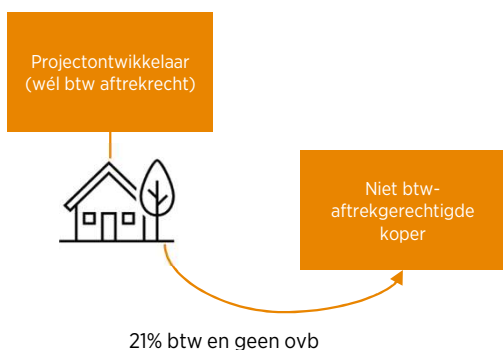 Projectontwikkelaar
(wél btw aftrekrecht)
Niet btw-
aftrekgerechtigde
koper
21% btw en geen ovb